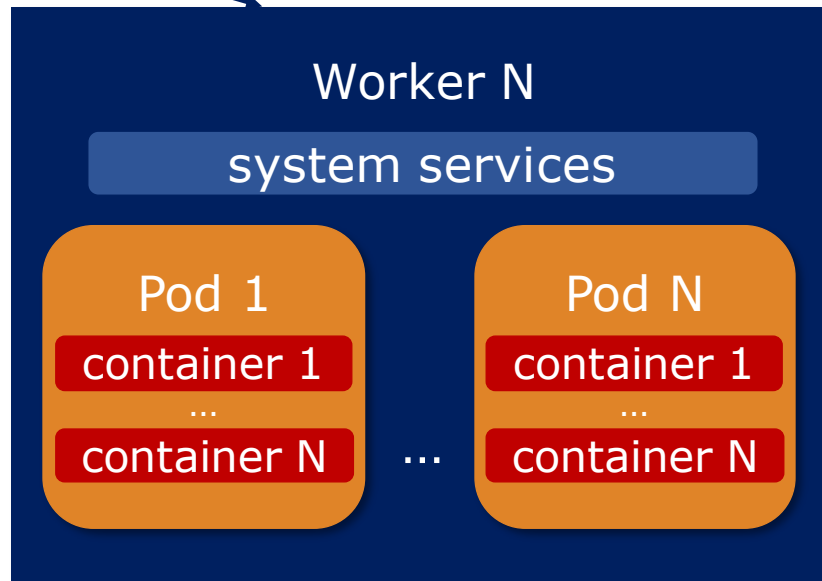 Worker N
system services
Pod 1
container 1
...
container N
...
Pod N
container 1
...
container N